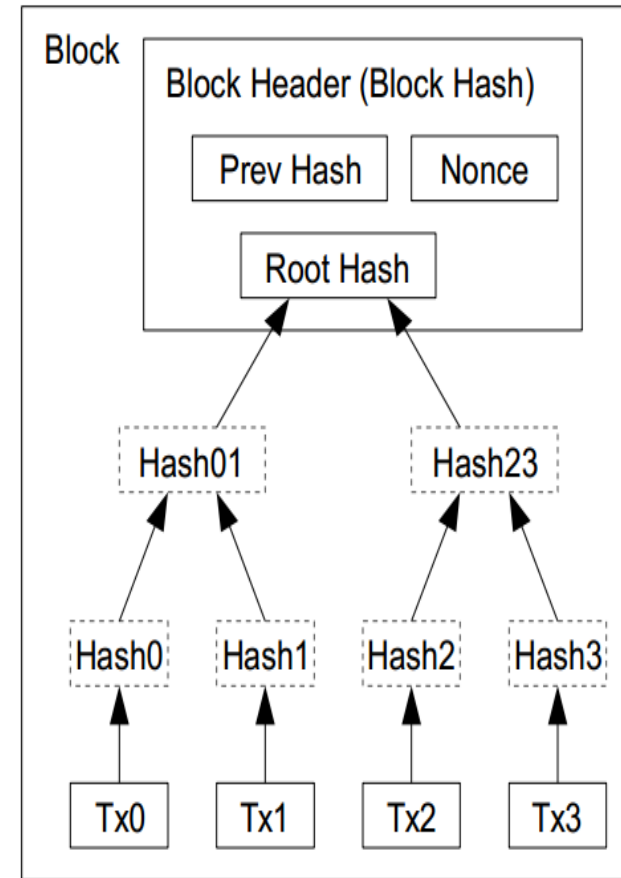 Block
Block Header (Block Hash)
Prev Hash Nonce
Root Hash
Hash01 Hash23
Hash0 Hash1 Hash2 Hash3
Tx0 Tx1 Tx2 Tx3